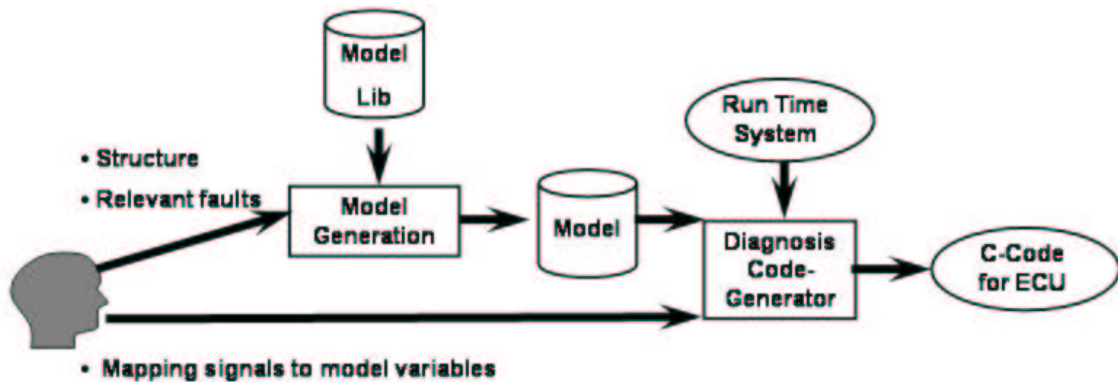 Model
Lib
Run Time
System
• Structure
• Relevant faults
Model
Generation
Model
Diagnosis
Code-
Generator
C-Code
for ECU
• Mapping signals to model variables